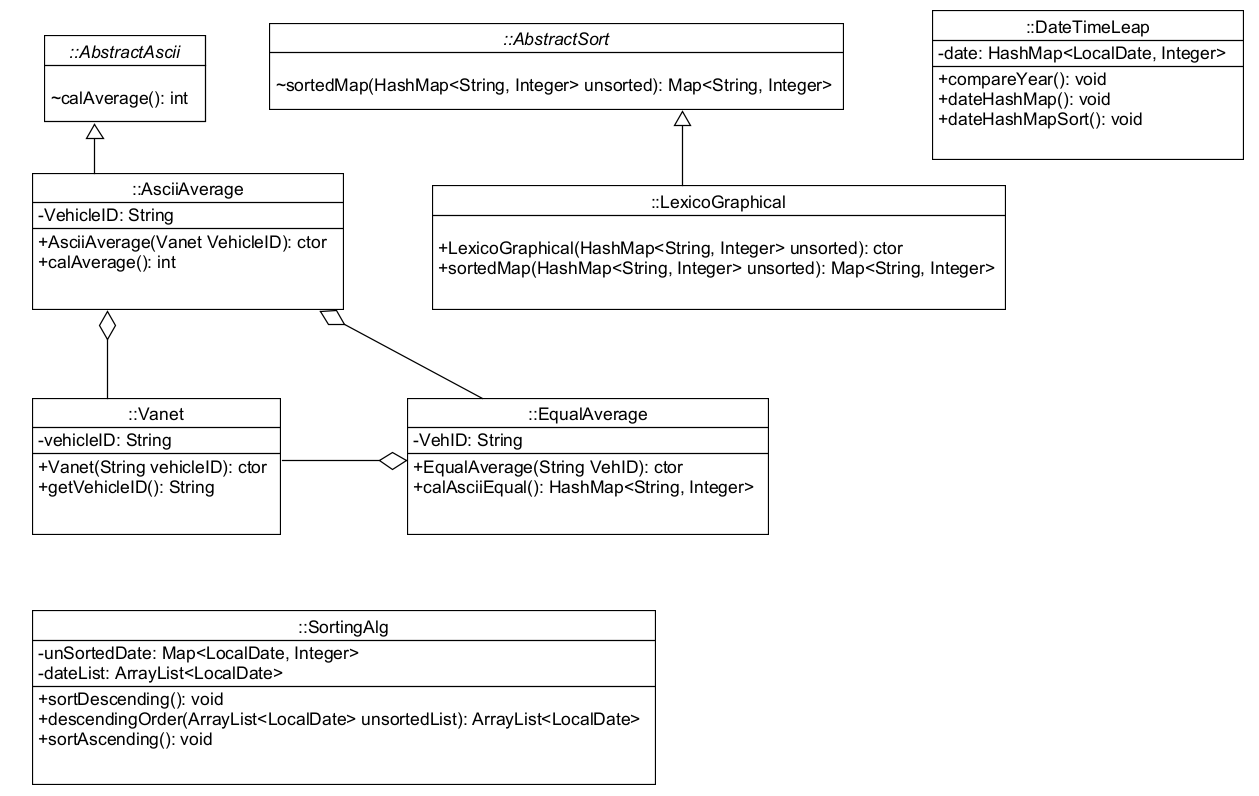 ::AbstractAscii
~calAverage(): int
::AbstractSort
~sortedMap(HashMap<String, Integer> unsorted): Map<String, Integer>
::DateTimeLeap
-date: HashMap<LocalDate, Integer>
+compareYear(): void
+dateHashMap(): void
+dateHashMapSort(): void
::AsciiAverage
-VehicleID: String
+AsciiAverage(Vanet VehicleID): ctor
+calAverage(): int
::LexicoGraphical
+LexicoGraphical(HashMap<String, Integer> unsorted): ctor
+sortedMap(HashMap<String, Integer> unsorted): Map<String, Integer>
::Vanet
-vehicleID: String
+Vanet(String vehicleID): ctor
+getVehicleID(): String
::EqualAverage
-VehID: String
+EqualAverage(String VehID): ctor
+calAsciiEqual(): HashMap<String, Integer>
::SortingAlg
-unSortedDate: Map<LocalDate, Integer>
-dateList: ArrayList<LocalDate>
+sortDescending(): void
+descendingOrder(ArrayList<LocalDate> unsortedList): ArrayList<LocalDate>
+sortAscending(): void